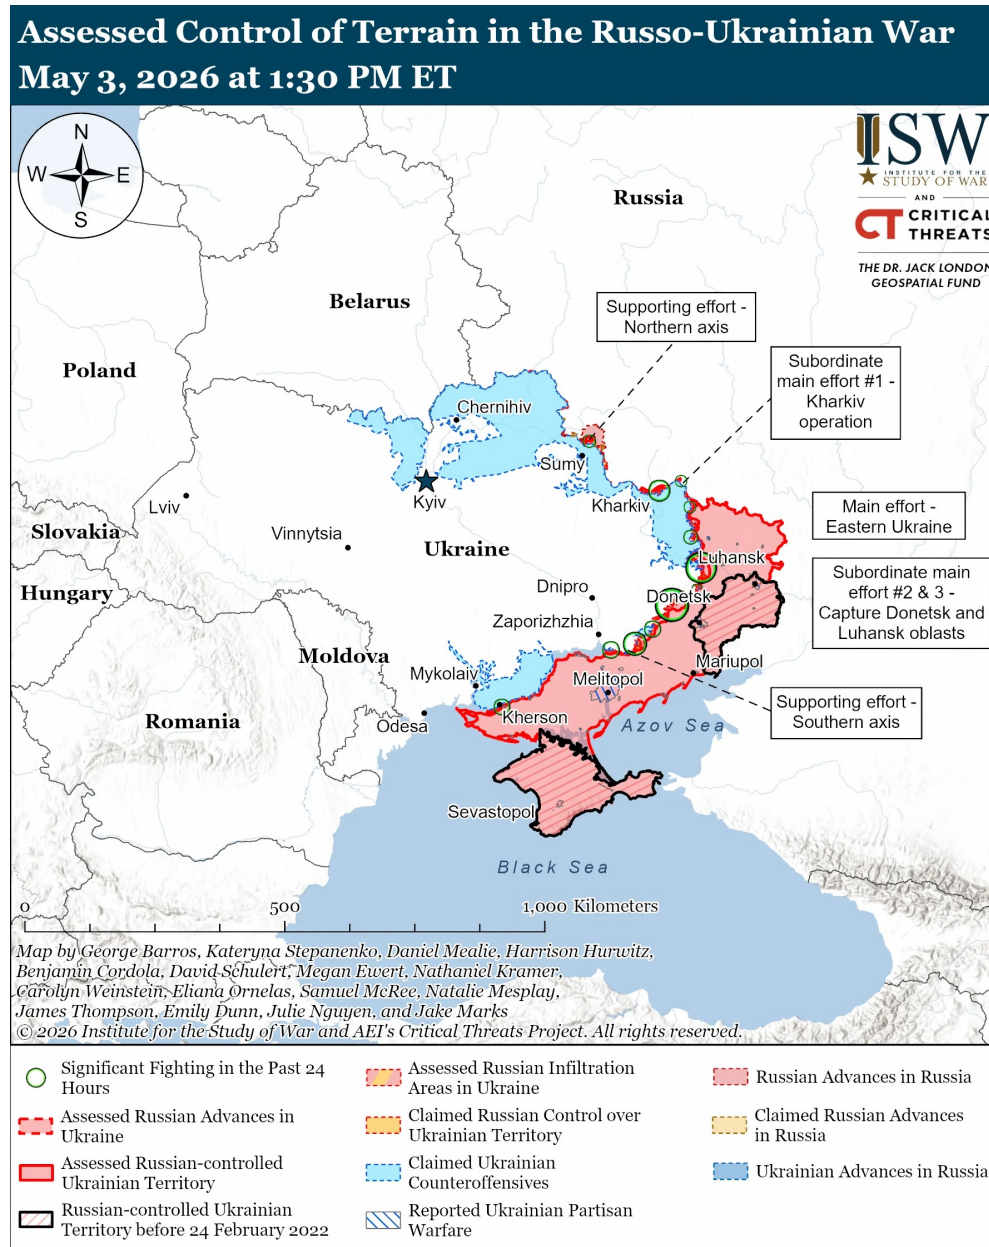 Assessed Control of Terrain in the Russo-Ukrainian War
May 3, 2026 at 1:30 PM ET
N
W
E
S
ISW
INSTITUTE FOR THE
STUDY OF WAR
AND
CT CRITICAL
THREATS
THE DR. JACK LONDON
GEOSPATIAL FUND
Russia
Belarus
Poland
Supporting effort -
Northern axis
Subordinate
main effort #1 -
Kharkiv
operation
Chernihiv
Sumy
Kyiv
Kharkiv
Lviv
Main effort -
Eastern Ukraine
Slovakia
Vinnytsia
Ukraine
Luhansk
Subordinate main
effort #2 & 3 -
Capture Donetsk and
Luhansk oblasts
Hungary
Dnipro
Donetsk
Zaporizhzhia
Moldova
Mykolaiv
Mariupol
Melitopol
Supporting effort -
Southern axis
Romania
Odesa
Kherson
Azov Sea
Sevastopol
Black Sea
0
500
1,000 Kilometers
Map by George Barros, Kateryna Stepanenko, Daniel Mealie, Harrison Hurwitz,
Benjamin Cordola, David Schulert, Megan Ewert, Nathaniel Kramer,
Carolyn Weinstein, Eliana Ornelas, Samuel McRee, Natalie Mesplay,
James Thompson, Emily Dunn, Julie Nguyen, and Jake Marks
© 2026 Institute for the Study of War and AEI's Critical Threats Project. All rights reserved.
Significant Fighting in the Past 24
Hours
Assessed Russian Advances in
Ukraine
Assessed Russian-controlled
Ukrainian Territory
Russian-controlled Ukrainian
Territory before 24 February 2022
Assessed Russian Infiltration
Areas in Ukraine
Claimed Russian Control over
Ukrainian Territory
Claimed Ukrainian
Counteroffensives
Reported Ukrainian Partisan
Warfare
Russian Advances in Russia
Claimed Russian Advances
in Russia
Ukrainian Advances in Russia